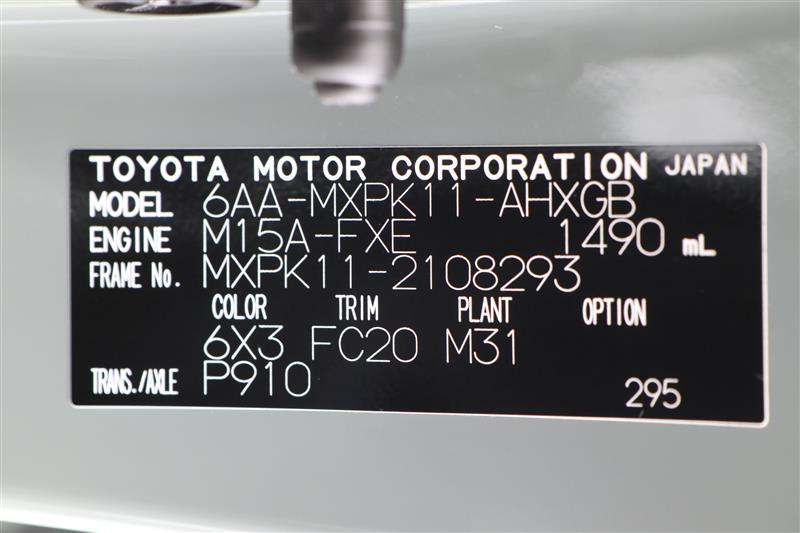 TOYOTA MOTOR CORPORATION JAPAN
MODEL 6AA-MXPK11-AHXGB
ENGINE M15A-FXE 1490 mL
FRAME No. MXPK11-2108293
COLOR TRIM PLANT OPTION
6X3 FC20 M31
TRANS./AXLE P910 295